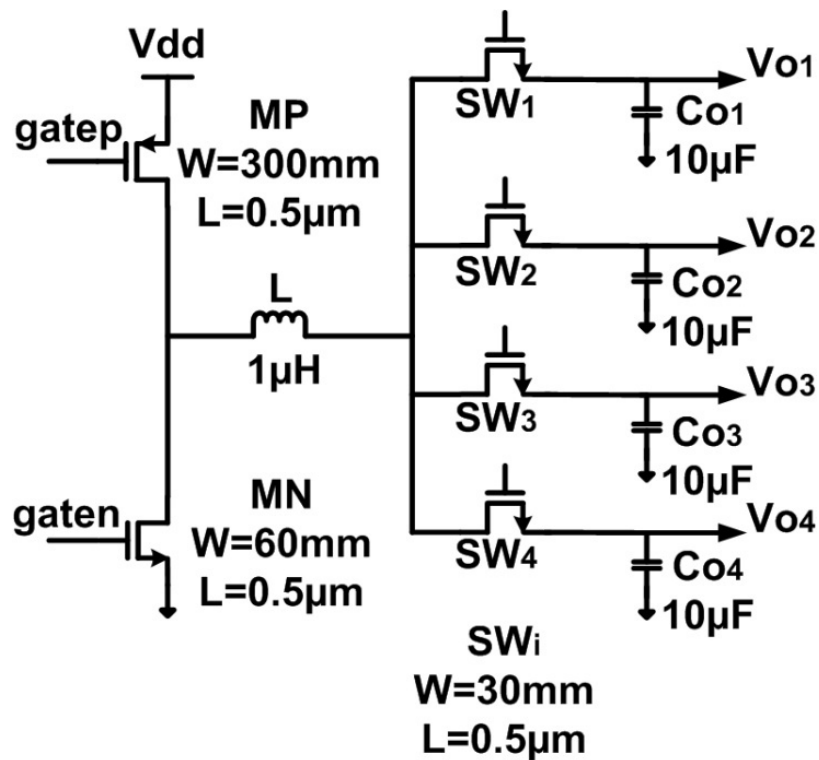 Vdd
gatep
MP
W=300mm
L=0.5µm
L
1µH
gaten
MN
W=60mm
L=0.5µm
SW1
Vo1
Co1
10µF
SW2
Vo2
Co2
10µF
SW3
Vo3
Co3
10µF
SW4
Vo4
Co4
10µF
SWi
W=30mm
L=0.5µm